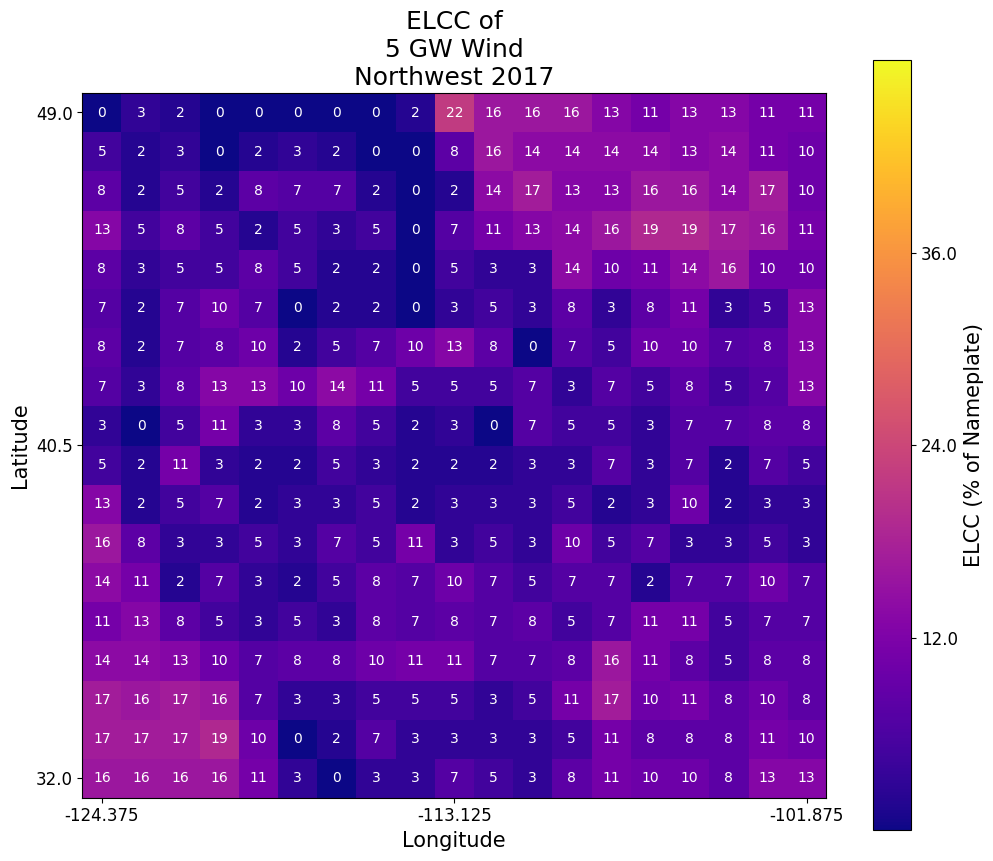 ELCC of
5 GW Wind
Northwest 2017
49.0
0 3 2 0 0 0 0 0 2 22 16 16 16 13 11 13 13 11 11
5 2 3 0 2 3 2 0 0 8 16 14 14 14 14 13 14 11 10
8 2 5 2 8 7 7 2 0 2 14 17 13 13 16 16 14 17 10
13 5 8 5 2 5 3 5 0 7 11 13 14 16 19 19 17 16 11
8 3 5 5 8 5 2 2 0 5 3 3 14 10 11 14 16 10 10
7 2 7 10 7 0 2 2 0 3 5 3 8 3 8 11 3 5 13
8 2 7 8 10 2 5 7 10 13 8 0 7 5 10 10 7 8 13
7 3 8 13 13 10 14 11 5 5 5 7 3 7 5 8 5 7 13
3 0 5 11 3 3 8 5 2 3 0 7 5 5 3 7 7 8 8
40.5
5 2 11 3 2 2 5 3 2 2 2 3 3 7 3 7 2 7 5
13 2 5 7 2 3 3 5 2 3 3 3 5 2 3 10 2 3 3
16 8 3 3 5 3 7 5 11 3 5 3 10 5 7 3 3 5 3
14 11 2 7 3 2 5 8 7 10 7 5 7 7 2 7 7 10 7
11 13 8 5 3 5 3 8 7 8 7 8 5 7 11 11 5 7 7
14 14 13 10 7 8 8 10 11 11 7 7 8 16 11 8 5 8 8
17 16 17 16 7 3 3 5 5 5 3 5 11 17 10 11 8 10 8
17 17 17 19 10 0 2 7 3 3 3 3 5 11 8 8 8 11 10
32.0
16 16 16 16 11 3 0 3 3 7 5 3 8 11 10 10 8 13 13
-124.375
-113.125
-101.875
Longitude
Latitude
36.0
24.0
12.0
ELCC (% of Nameplate)